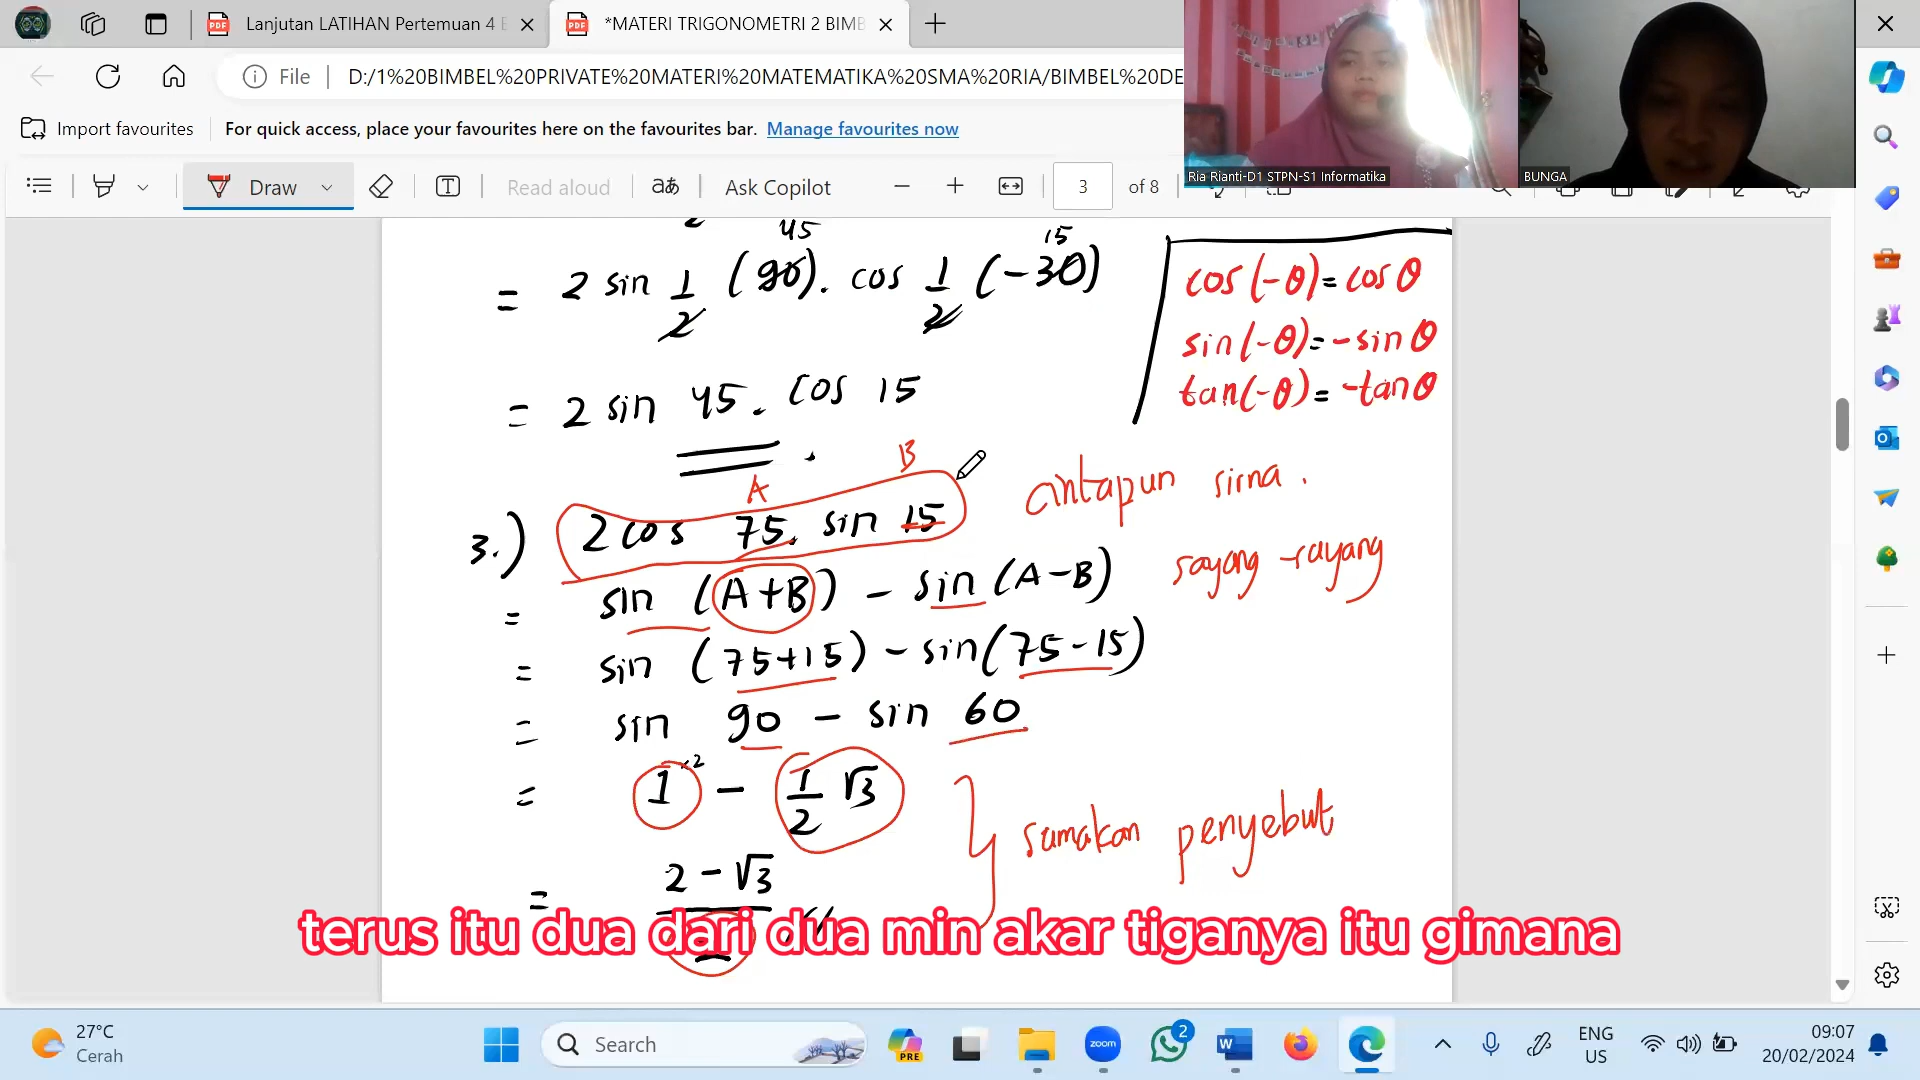 Lanjutan LATIHAN Pertemuan 4 B
*MATERI TRIGONOMETRI 2 BIMB
File
D:/1%20BIMBEL%20PRIVATE%20MATERI%20MATEMATIKA%20SMA%20RIA/BIMBEL%20DE
Import favourites
For quick access, place your favourites here on the favourites bar. Manage favourites now
Draw
Read aloud
aあ
Ask Copilot
3 of 8
Ria Rianti-D1 STPN-S1 Informatika
BUNGA
45 15
= 2 sin 1/2 (90). cos 1/2 (-30)
= 2 sin 45. cos 15
cos (-θ) = cos θ
sin (-θ) = -sin θ
tan (-θ) = -tan θ
A B
3.) 2 cos 75. sin 15
cintapun sirna.
sayang-sayang
= sin (A+B) - sin (A-B)
= sin (75+15) - sin (75-15)
= sin 90 - sin 60
= 1 ×2 - 1/2 √3
samakan penyebut
= 2 - √3
terus itu dua dari dua min akar tiganya itu gimana
27°C
Cerah
Search
PRE
zoom
2
ENG
US
09:07
20/02/2024